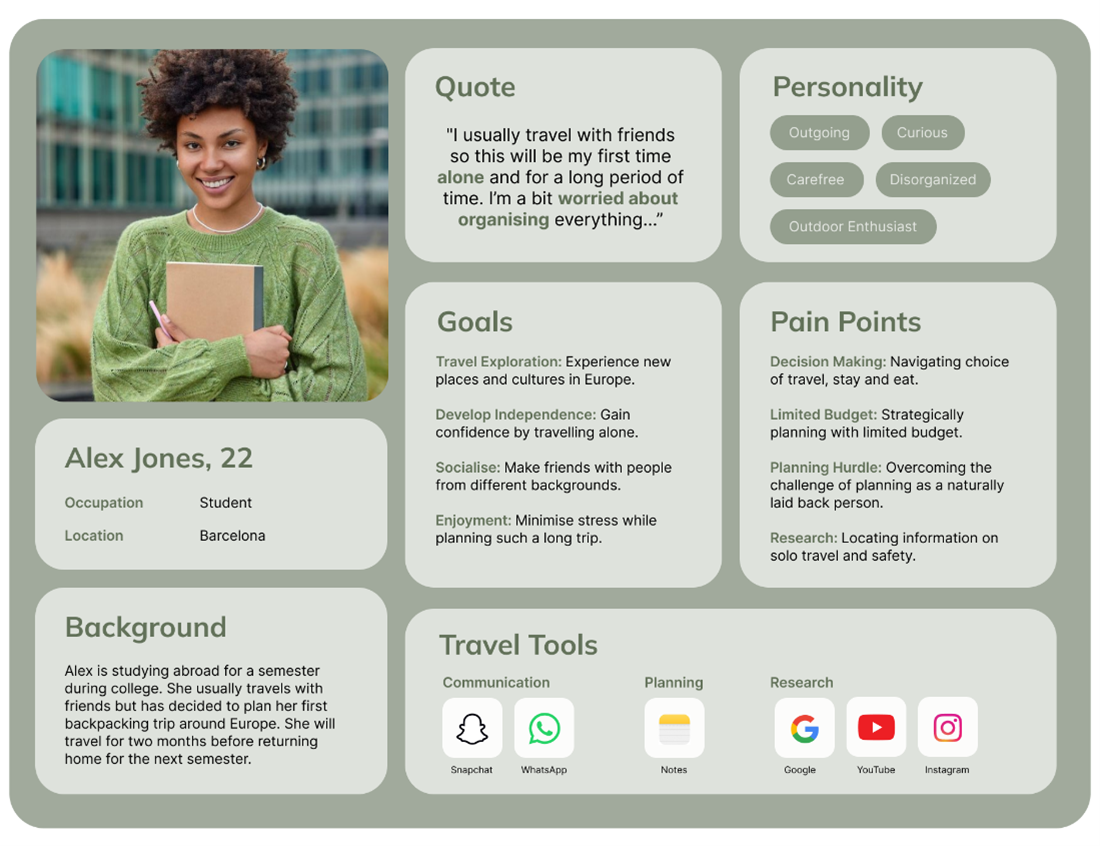 Quote
"I usually travel with friends
so this will be my first time
alone and for a long period of
time. I'm a bit worried about
organising everything..."
Personality
Outgoing
Curious
Carefree
Disorganized
Outdoor Enthusiast
Alex Jones, 22
Occupation Student
Location Barcelona
Background
Alex is studying abroad for a semester
during college. She usually travels with
friends but has decided to plan her first
backpacking trip around Europe. She will
travel for two months before returning
home for the next semester.
Goals
Travel Exploration: Experience new
places and cultures in Europe.
Develop Independence: Gain
confidence by travelling alone.
Socialise: Make friends with people
from different backgrounds.
Enjoyment: Minimise stress while
planning such a long trip.
Pain Points
Decision Making: Navigating choice
of travel, stay and eat.
Limited Budget: Strategically
planning with limited budget.
Planning Hurdle: Overcoming the
challenge of planning as a naturally
laid back person.
Research: Locating information on
solo travel and safety.
Travel Tools
Communication
Snapchat
WhatsApp
Planning
Notes
Research
Google
YouTube
Instagram